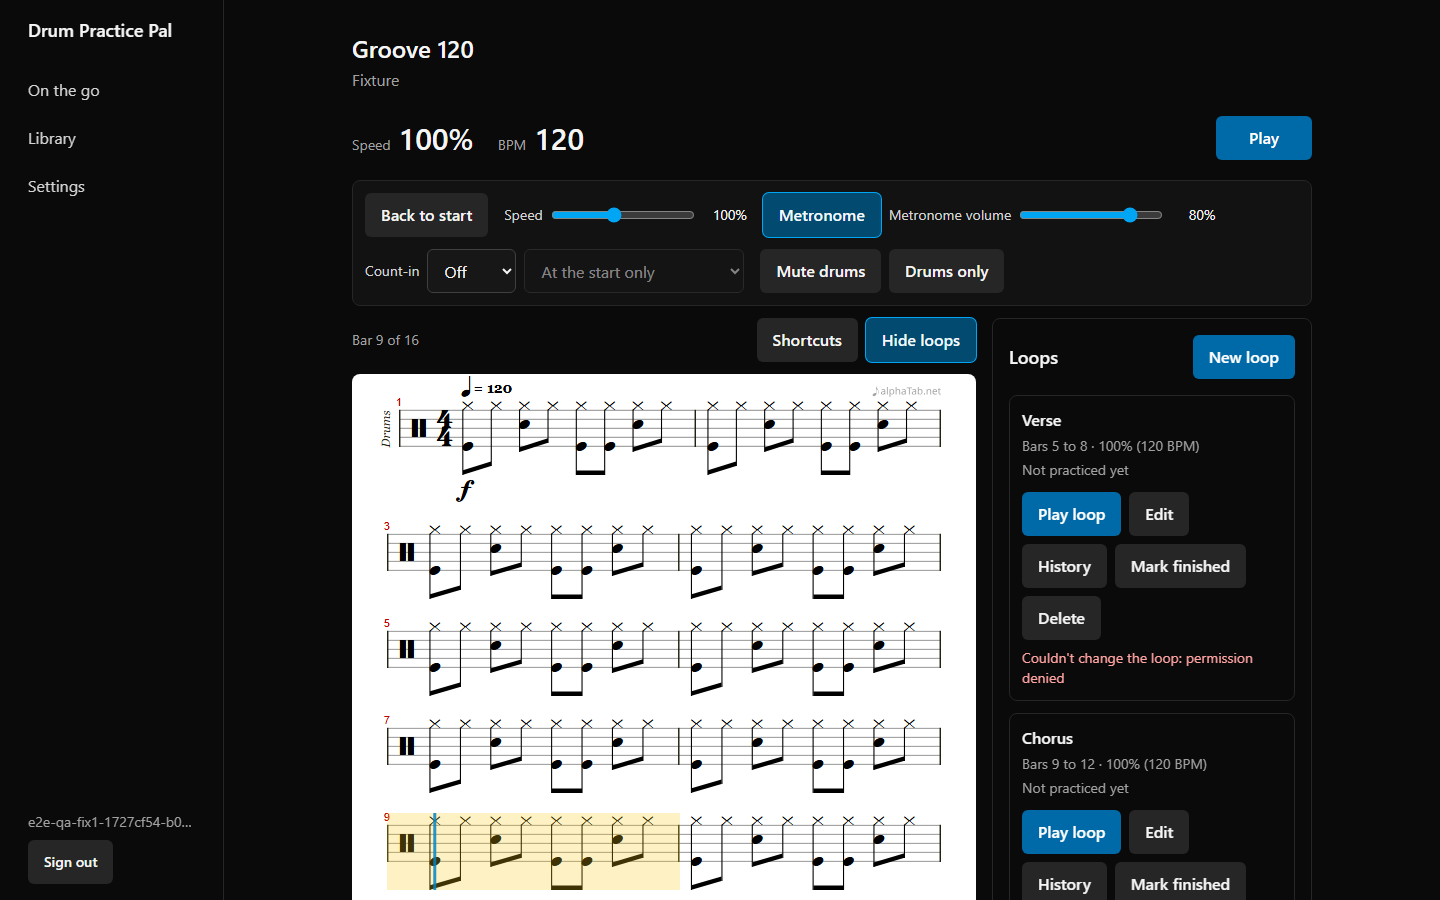 Drum Practice Pal
On the go
Library
Settings
e2e-qa-fix1-1727cf54-b0...
Sign out
Groove 120
Fixture
Speed 100% BPM 120
Play
Back to start Speed 100% Metronome Metronome volume 80%
Count-in Off At the start only Mute drums Drums only
Bar 9 of 16
Shortcuts Hide loops
= 120
alphaTab.net
Drums
1
4
4
f
3
5
7
9
Loops
New loop
Verse
Bars 5 to 8 · 100% (120 BPM)
Not practiced yet
Play loop Edit
History Mark finished
Delete
Couldn't change the loop: permission
denied
Chorus
Bars 9 to 12 · 100% (120 BPM)
Not practiced yet
Play loop Edit
History Mark finished